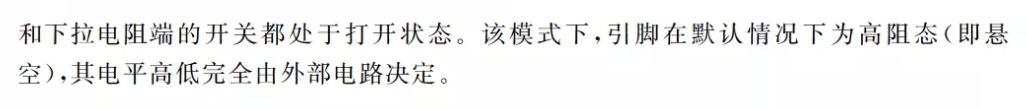 和下拉电阻端的开关都处于打开状态。该模式下,引脚在默认情况下为高阻态(即悬
空),其电平高低完全由外部电路决定。